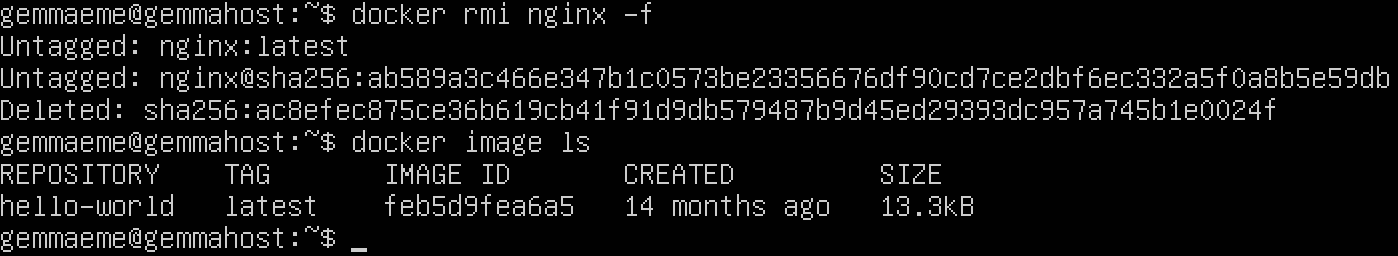 gemmaeme@gemmahost:~$ docker rmi nginx -f
Untagged: nginx:latest
Untagged: nginx@sha256:ab589a3c466e347b1c0573be23356676df90cd7ce2dbf6ec332a5f0a8b5e59db
Deleted: sha256:ac8efec875ce36b619cb41f91d9db579487b9d45ed29393dc957a745b1e0024f
gemmaeme@gemmahost:~$ docker image ls
REPOSITORY TAG IMAGE ID CREATED SIZE
hello-world latest feb5d9fea6a5 14 months ago 13.3kB
gemmaeme@gemmahost:~$ _